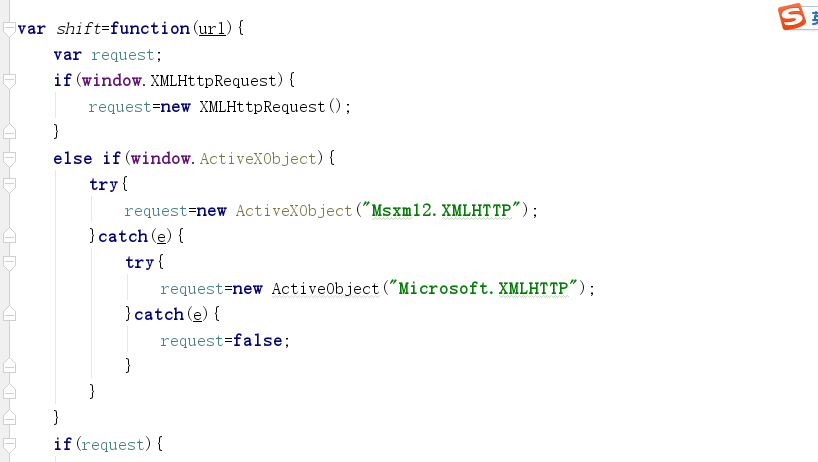 var shift=function(url){
var request;
if(window.XMLHttpRequest){
request=new XMLHttpRequest();
}
else if(window.ActiveXObject){
try{
request=new ActiveXObject("Msxm12.XMLHTTP");
}catch(e){
try{
request=new ActiveObject("Microsoft.XMLHTTP");
}catch(e){
request=false;
}
}
}
if(request){